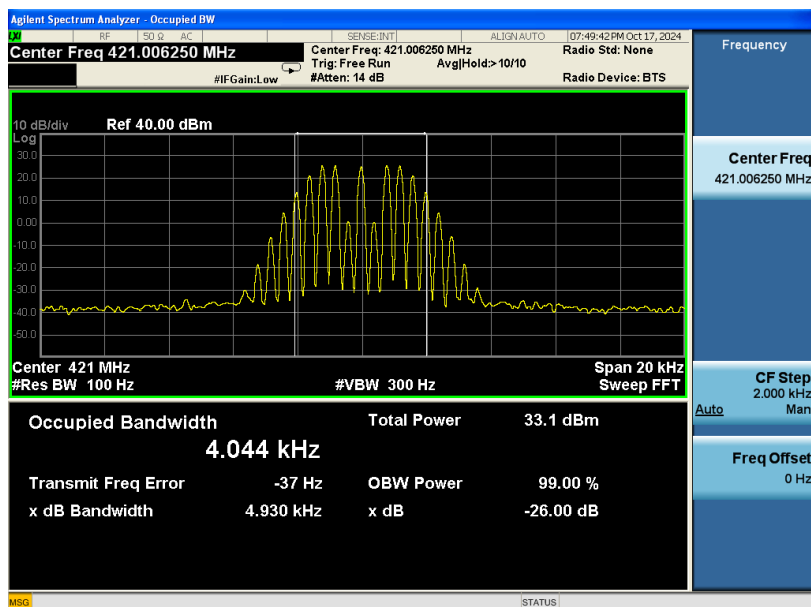 Agilent Spectrum Analyzer - Occupied BW
LXI RF 50 Ω AC SENSE:INT ALIGN AUTO 07:49:42 PM Oct 17, 2024
Center Freq 421.006250 MHz
Center Freq: 421.006250 MHz
Radio Std: None
Trig: Free Run Avg|Hold:> 10/10
#IFGain:Low
#Atten: 14 dB
Radio Device: BTS
10 dB/div Ref 40.00 dBm
Log
30.0
20.0
10.0
0.00
-10.0
-20.0
-30.0
-40.0
-50.0
Center 421 MHz Span 20 kHz
#Res BW 100 Hz #VBW 300 Hz Sweep FFT
Occupied Bandwidth Total Power 33.1 dBm
4.044 kHz
Transmit Freq Error -37 Hz OBW Power 99.00 %
x dB Bandwidth 4.930 kHz x dB -26.00 dB
Frequency
Center Freq
421.006250 MHz
CF Step
2.000 kHz
Auto Man
Freq Offset
0 Hz
MSG STATUS